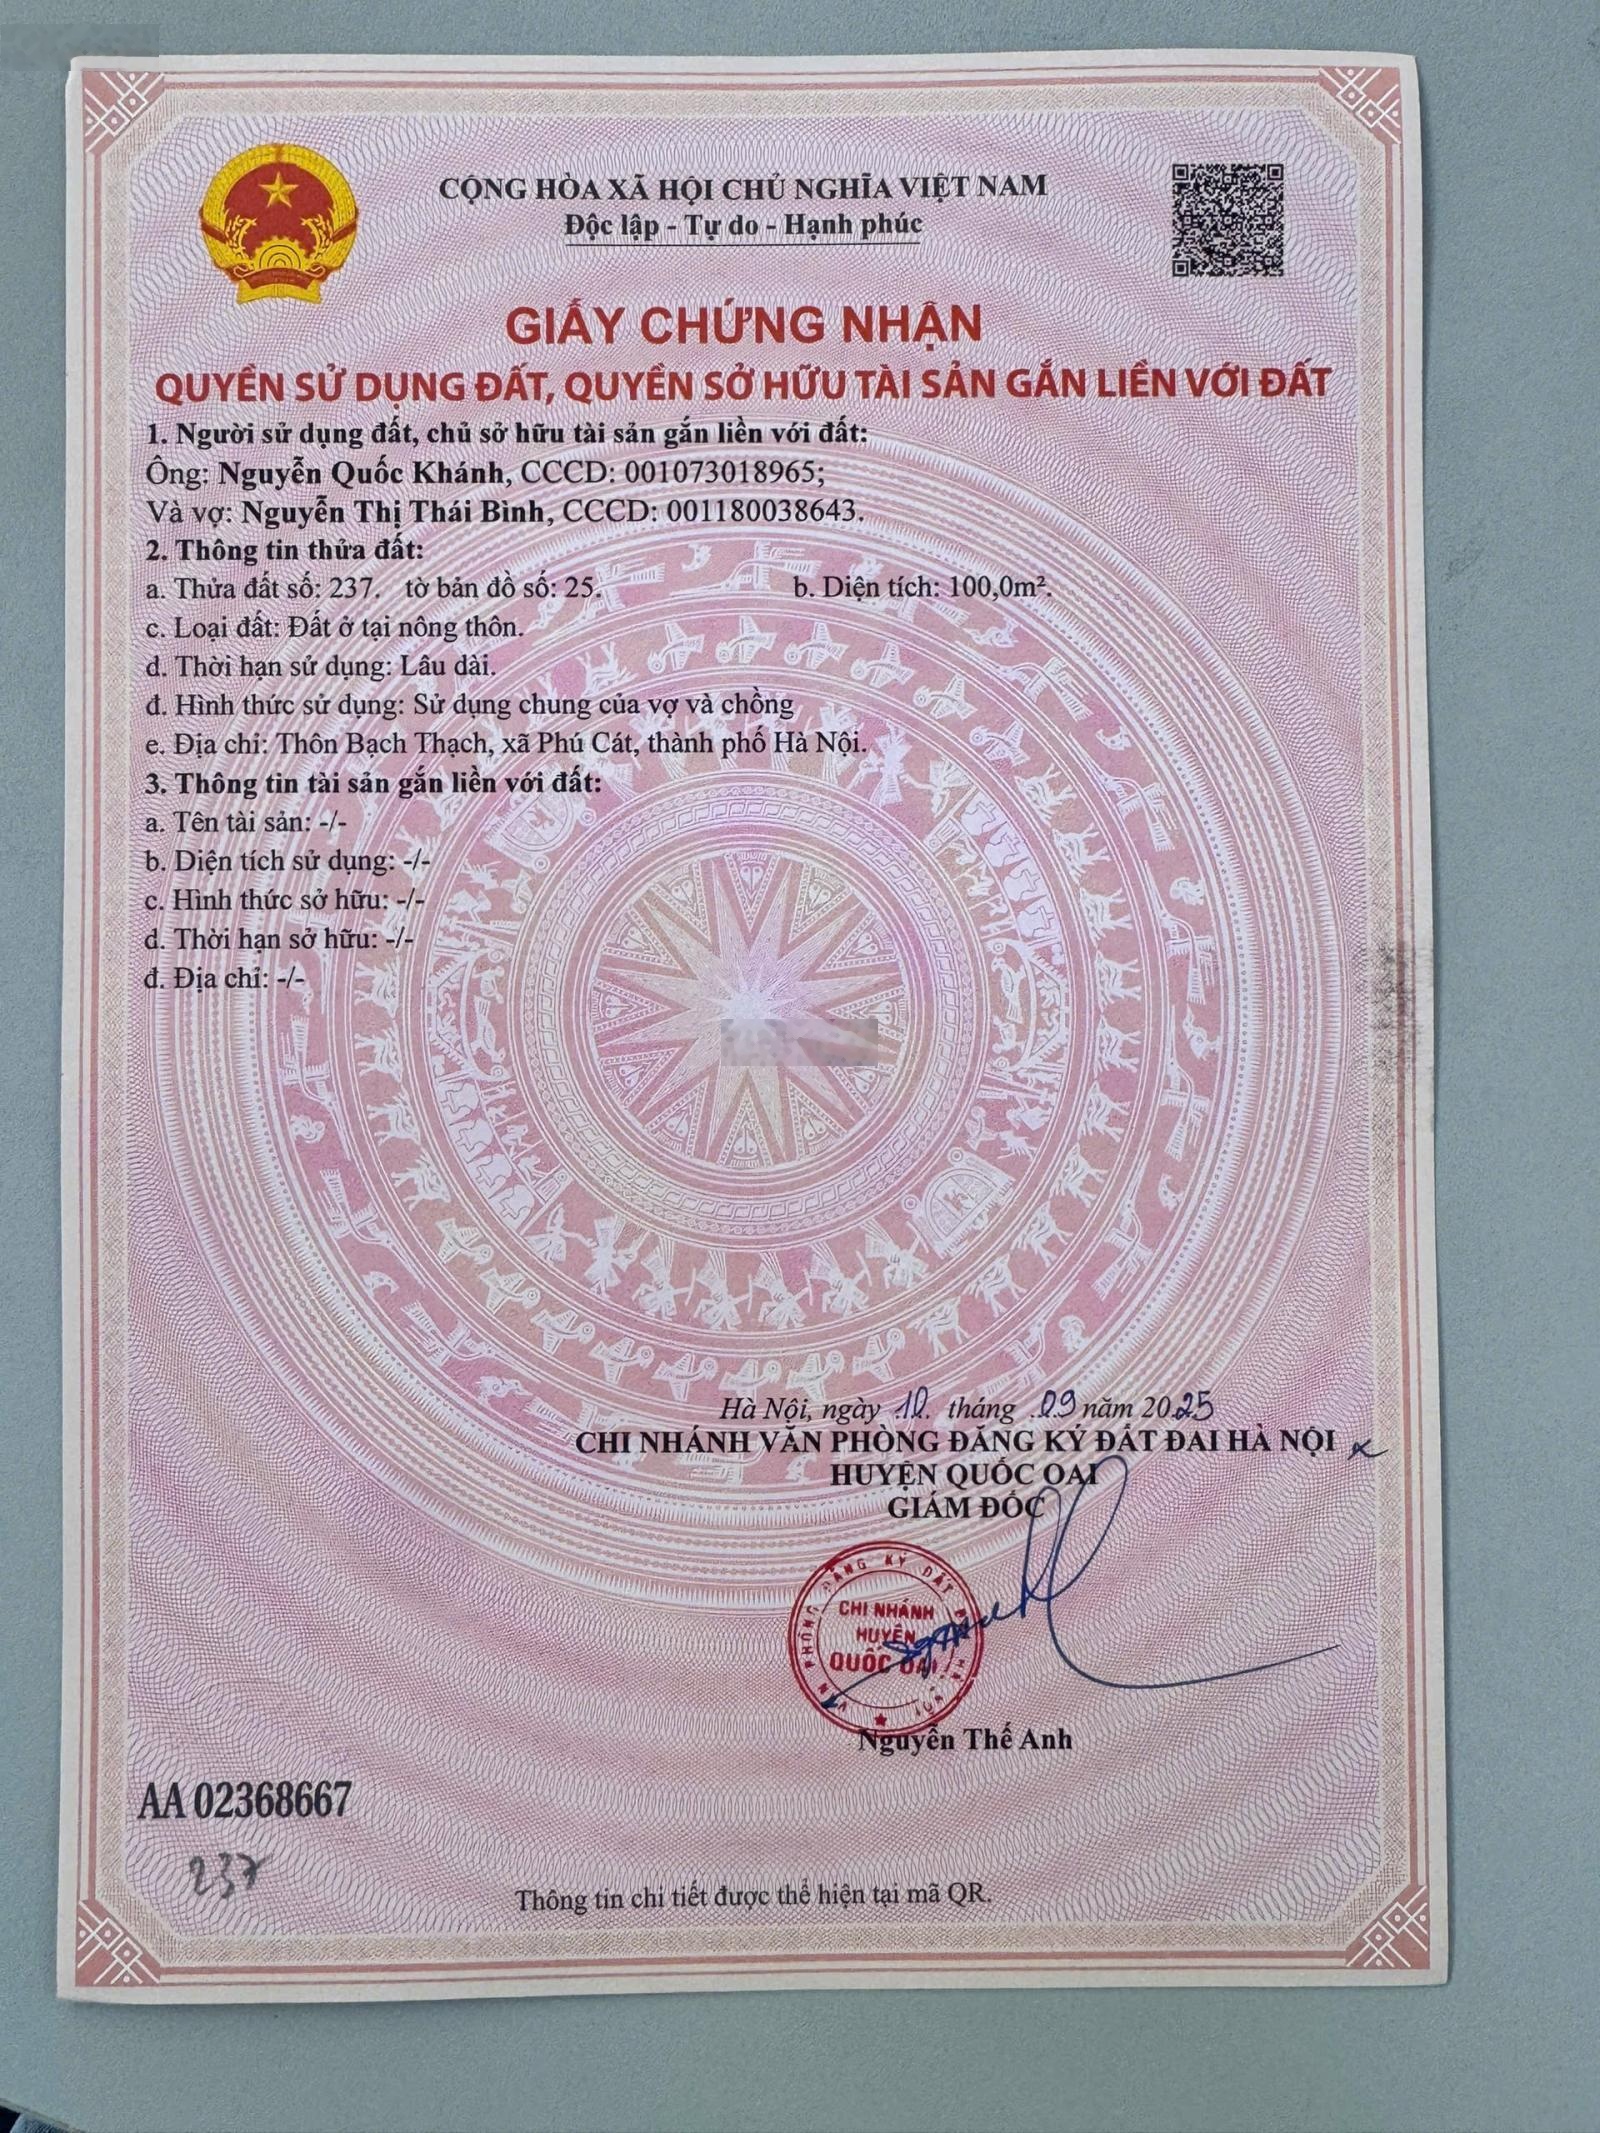 CỘNG HÒA XÃ HỘI CHỦ NGHĨA VIỆT NAM
Độc lập - Tự do - Hạnh phúc
GIẤY CHỨNG NHẬN
QUYỀN SỬ DỤNG ĐẤT, QUYỀN SỞ HỮU TÀI SẢN GẮN LIỀN VỚI ĐẤT
1. Người sử dụng đất, chủ sở hữu tài sản gắn liền với đất:
Ông: Nguyễn Quốc Khánh, CCCD: 001073018965;
Và vợ: Nguyễn Thị Thái Bình, CCCD: 001180038643.
2. Thông tin thửa đất:
a. Thửa đất số: 237. tờ bản đồ số: 25. b. Diện tích: 100,0m².
c. Loại đất: Đất ở tại nông thôn.
d. Thời hạn sử dụng: Lâu dài.
đ. Hình thức sử dụng: Sử dụng chung của vợ và chồng
e. Địa chỉ: Thôn Bạch Thạch, xã Phú Cát, thành phố Hà Nội.
3. Thông tin tài sản gắn liền với đất:
a. Tên tài sản: -/-
b. Diện tích sử dụng: -/-
c. Hình thức sở hữu: -/-
d. Thời hạn sở hữu: -/-
đ. Địa chỉ: -/-
Hà Nội, ngày 10. tháng .09 năm 2025
CHI NHÁNH VĂN PHÒNG ĐĂNG KÝ ĐẤT ĐAI HÀ NỘI
HUYỆN QUỐC OAI
GIÁM ĐỐC
VĂN PHÒNG ĐĂNG KÝ ĐẤT ĐAI HÀ NỘI
CHI NHÁNH
HUYỆN
QUỐC OAI
Nguyễn Thế Anh
AA 02368667
237
Thông tin chi tiết được thể hiện tại mã QR.